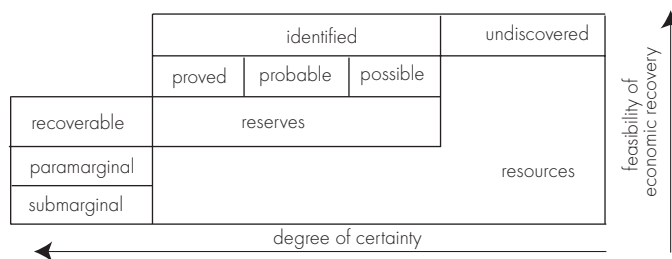 identified undiscovered
proved probable possible
recoverable reserves
paramarginal
resources
submarginal
degree of certainty
feasibility of
economic recovery